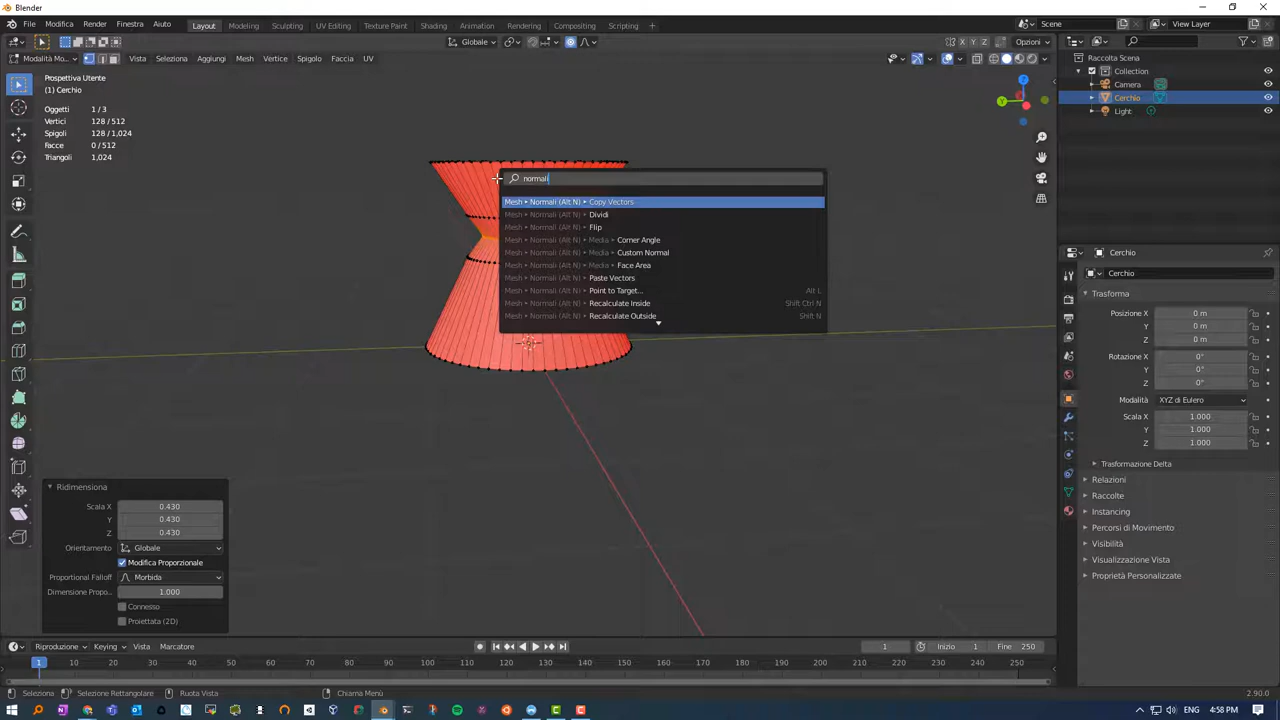 Blender
File Modifica Render Finestra Aiuto Layout Modeling Sculpting UV Editing Texture Paint Shading Animation Rendering Compositing Scripting + Scene View Layer
Globale X Y Z Opzioni
Modalità Mo... Vista Seleziona Aggiungi Mesh Vertice Spigolo Faccia UV
Prospettiva Utente
(1) Cerchio
Oggetti 1/3
Vertici 128/512
Spigoli 128/1,024
Facce 0/512
Triangoli 1,024
Z
Y
normali
Mesh ▸ Normali (Alt N) ▸ Copy Vectors
Mesh ▸ Normali (Alt N) ▸ Dividi
Mesh ▸ Normali (Alt N) ▸ Flip
Mesh ▸ Normali (Alt N) ▸ Media ▸ Corner Angle
Mesh ▸ Normali (Alt N) ▸ Media ▸ Custom Normal
Mesh ▸ Normali (Alt N) ▸ Media ▸ Face Area
Mesh ▸ Normali (Alt N) ▸ Paste Vectors
Mesh ▸ Normali (Alt N) ▸ Point to Target... Alt L
Mesh ▸ Normali (Alt N) ▸ Recalculate Inside Shift Ctrl N
Mesh ▸ Normali (Alt N) ▸ Recalculate Outside Shift N
Raccolta Scena
Collection
Camera
Cerchio
Light
Cerchio
Cerchio
Trasforma
Posizione X 0 m
Y 0 m
Z 0 m
Rotazione X 0°
Y 0°
Z 0°
Modalità XYZ di Eulero
Scala X 1.000
Y 1.000
Z 1.000
Trasformazione Delta
Relazioni
Raccolte
Instancing
Percorsi di Movimento
Visibilità
Visualizzazione Vista
Proprietà Personalizzate
Ridimensiona
Scala X 0.430
Y 0.430
Z 0.430
Orientamento Globale
Modifica Proporzionale
Proportional Falloff Morbida
Dimensione Propo... 1.000
Connesso
Proiettata (2D)
Riproduzione Keying Vista Marcatore 1 Inizio 1 Fine 250
1 10 20 30 40 50 60 70 80 90 100 110 120 130 140 150 160 170 180 190 200 210 220 230 240 250
Seleziona Selezione Rettangolare Ruota Vista Chiama Menù 2.90.0
ENG 4:58 PM